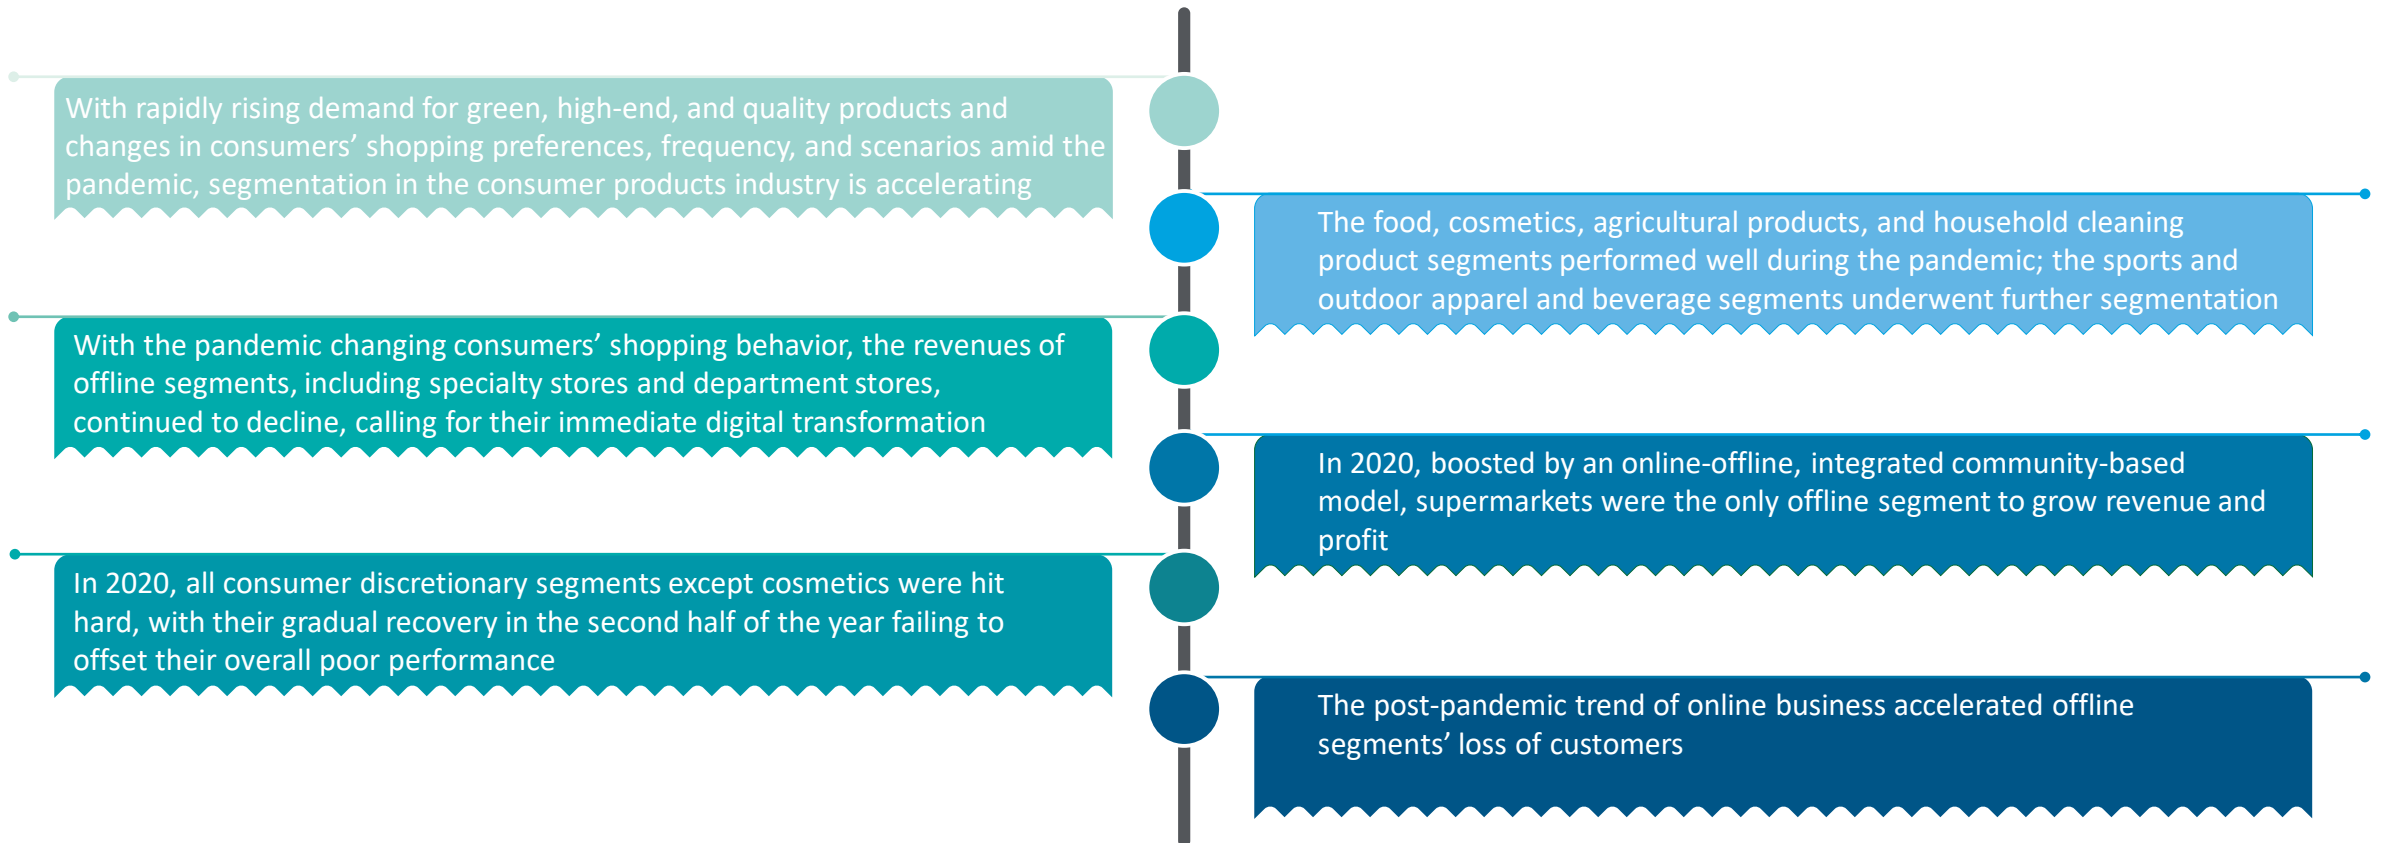 With rapidly rising demand for green, high-end, and quality products and
changes in consumers’ shopping preferences, frequency, and scenarios amid the
pandemic, segmentation in the consumer products industry is accelerating
The food, cosmetics, agricultural products, and household cleaning
product segments performed well during the pandemic; the sports and
outdoor apparel and beverage segments underwent further segmentation
With the pandemic changing consumers’ shopping behavior, the revenues of
offline segments, including specialty stores and department stores,
continued to decline, calling for their immediate digital transformation
In 2020, boosted by an online-offline, integrated community-based
model, supermarkets were the only offline segment to grow revenue and
profit
In 2020, all consumer discretionary segments except cosmetics were hit
hard, with their gradual recovery in the second half of the year failing to
offset their overall poor performance
The post-pandemic trend of online business accelerated offline
segments’ loss of customers